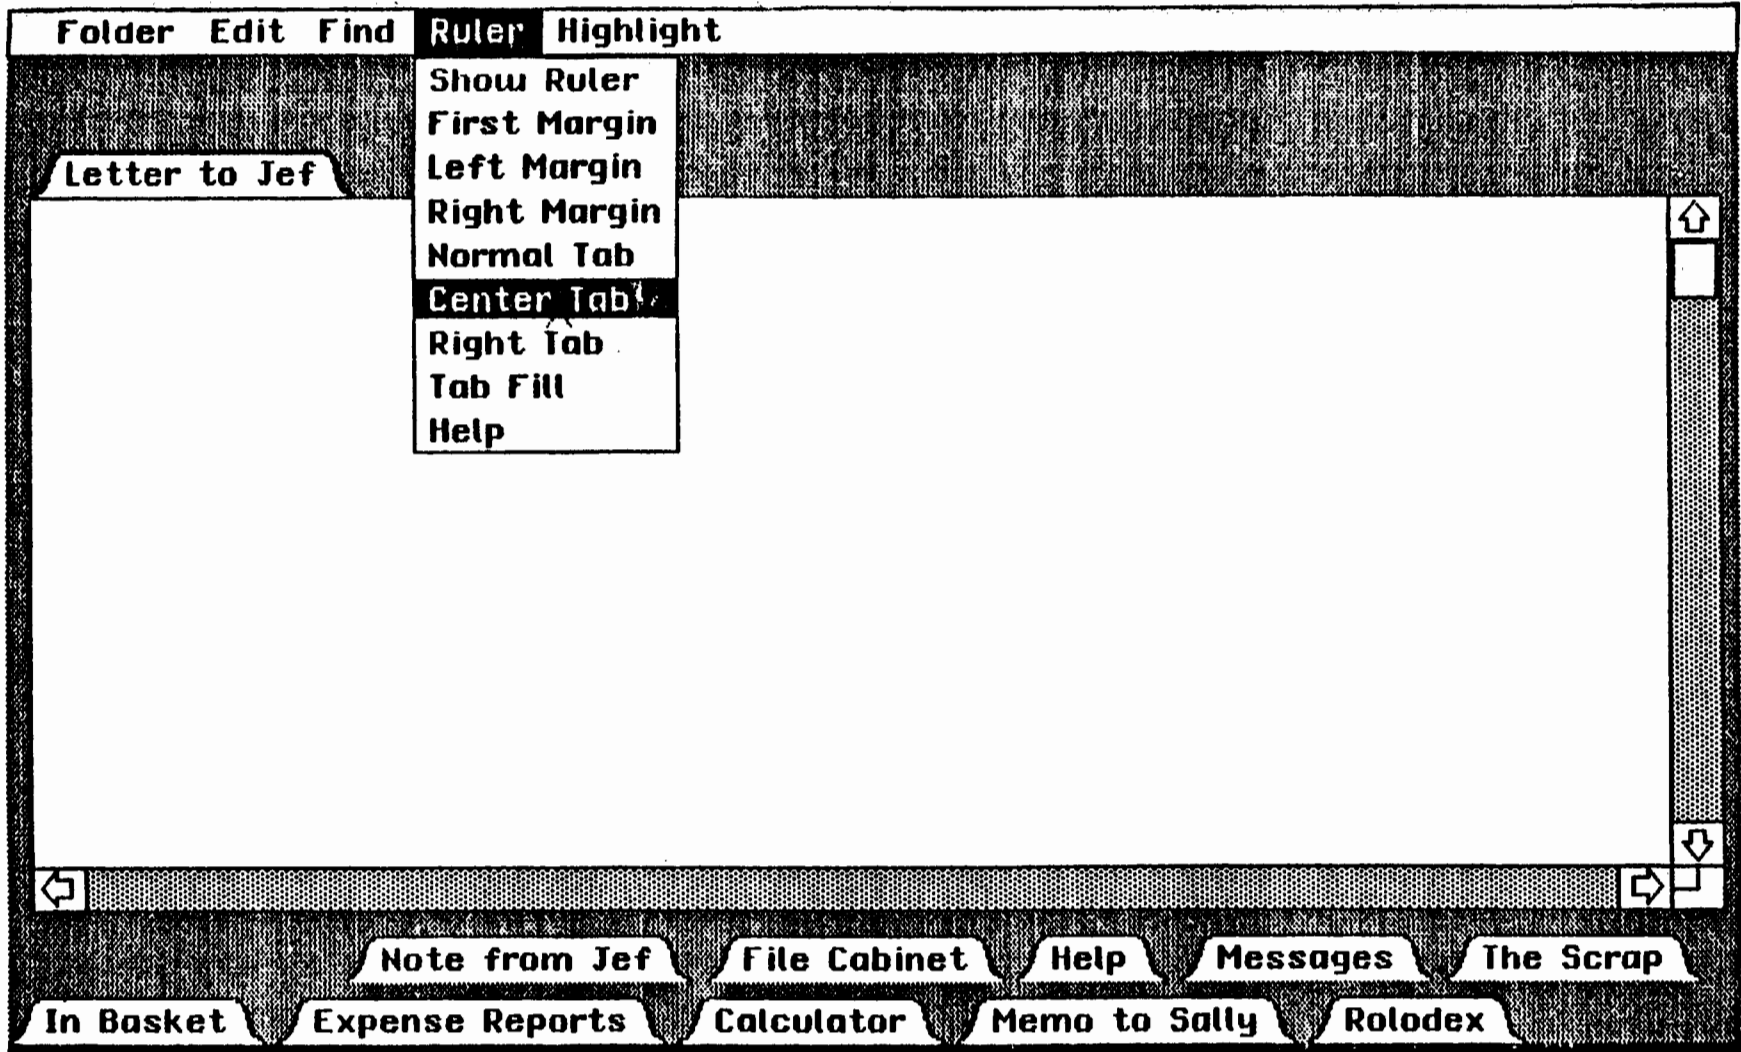 Folder Edit Find Ruler Highlight
Show Ruler
First Margin
Left Margin
Right Margin
Normal Tab
Center Tab
Right Tab
Tab Fill
Help
Letter to Jef
Note from Jef File Cabinet Help Messages The Scrap
In Basket Expense Reports Calculator Memo to Sally Rolodex